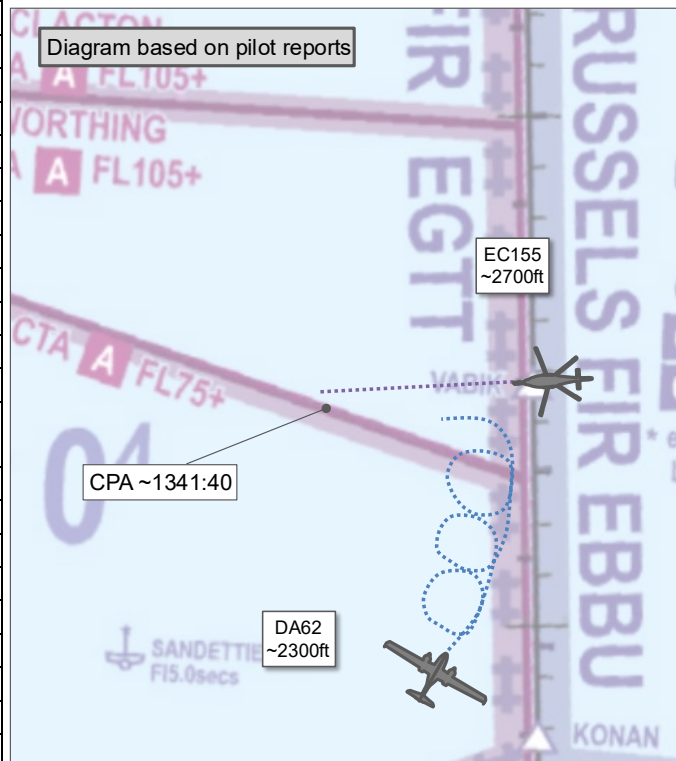 CLACTON
Diagram based on pilot reports
A A FL105+
WORTHING
A A FL105+
FIR
EGTT
RUSSELS FIR EBBU
EC155
~2700ft
VABIK
CTA A FL75+
CPA ~1341:40
04
DA62
~2300ft
SANDETTIE
Fl5.0secs
KONAN